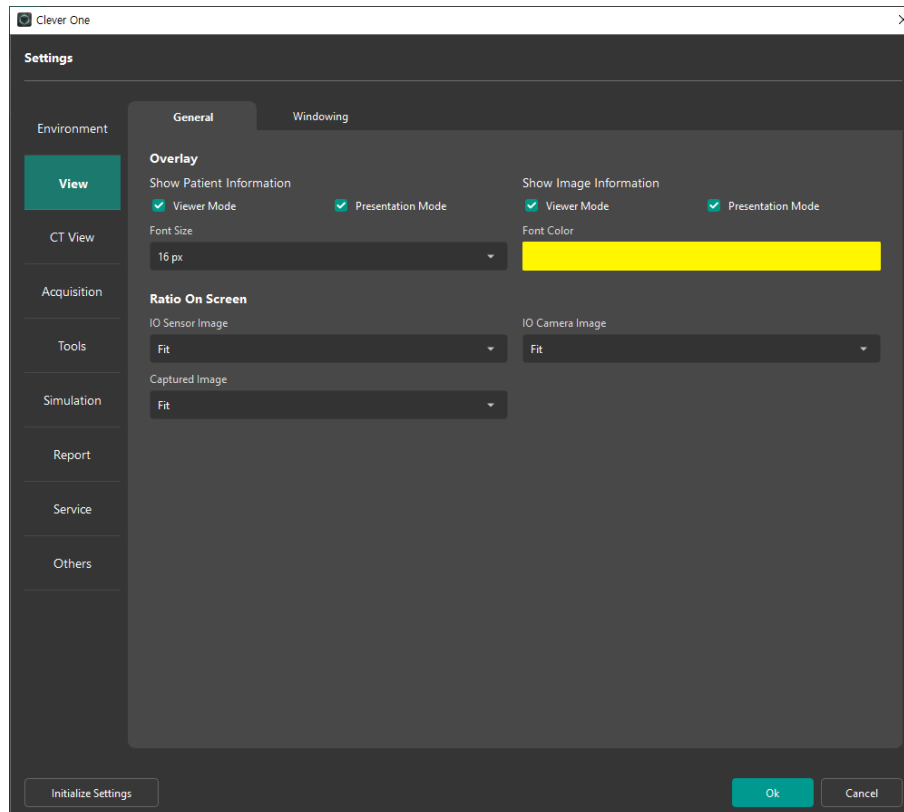 Clever One
Settings
Environment
View
CT View
Acquisition
Tools
Simulation
Report
Service
Others
General Windowing
Overlay
Show Patient Information Show Image Information
Viewer Mode Presentation Mode Viewer Mode Presentation Mode
Font Size Font Color
16 px
Ratio On Screen
IO Sensor Image IO Camera Image
Fit Fit
Captured Image
Fit
Initialize Settings Ok Cancel